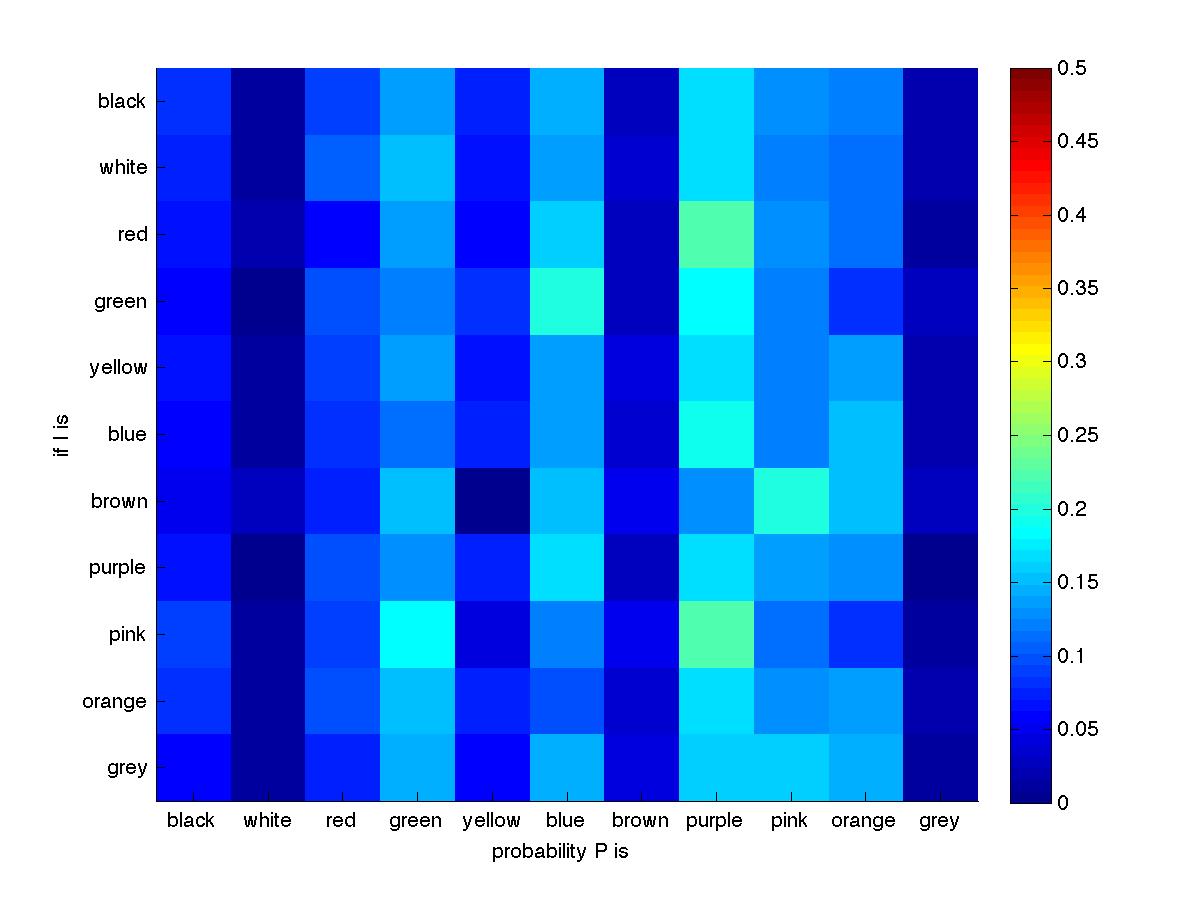 black
white
red
green
yellow
blue
brown
purple
pink
orange
grey
if I is
black white red green yellow blue brown purple pink orange grey
probability P is
0.5
0.45
0.4
0.35
0.3
0.25
0.2
0.15
0.1
0.05
0